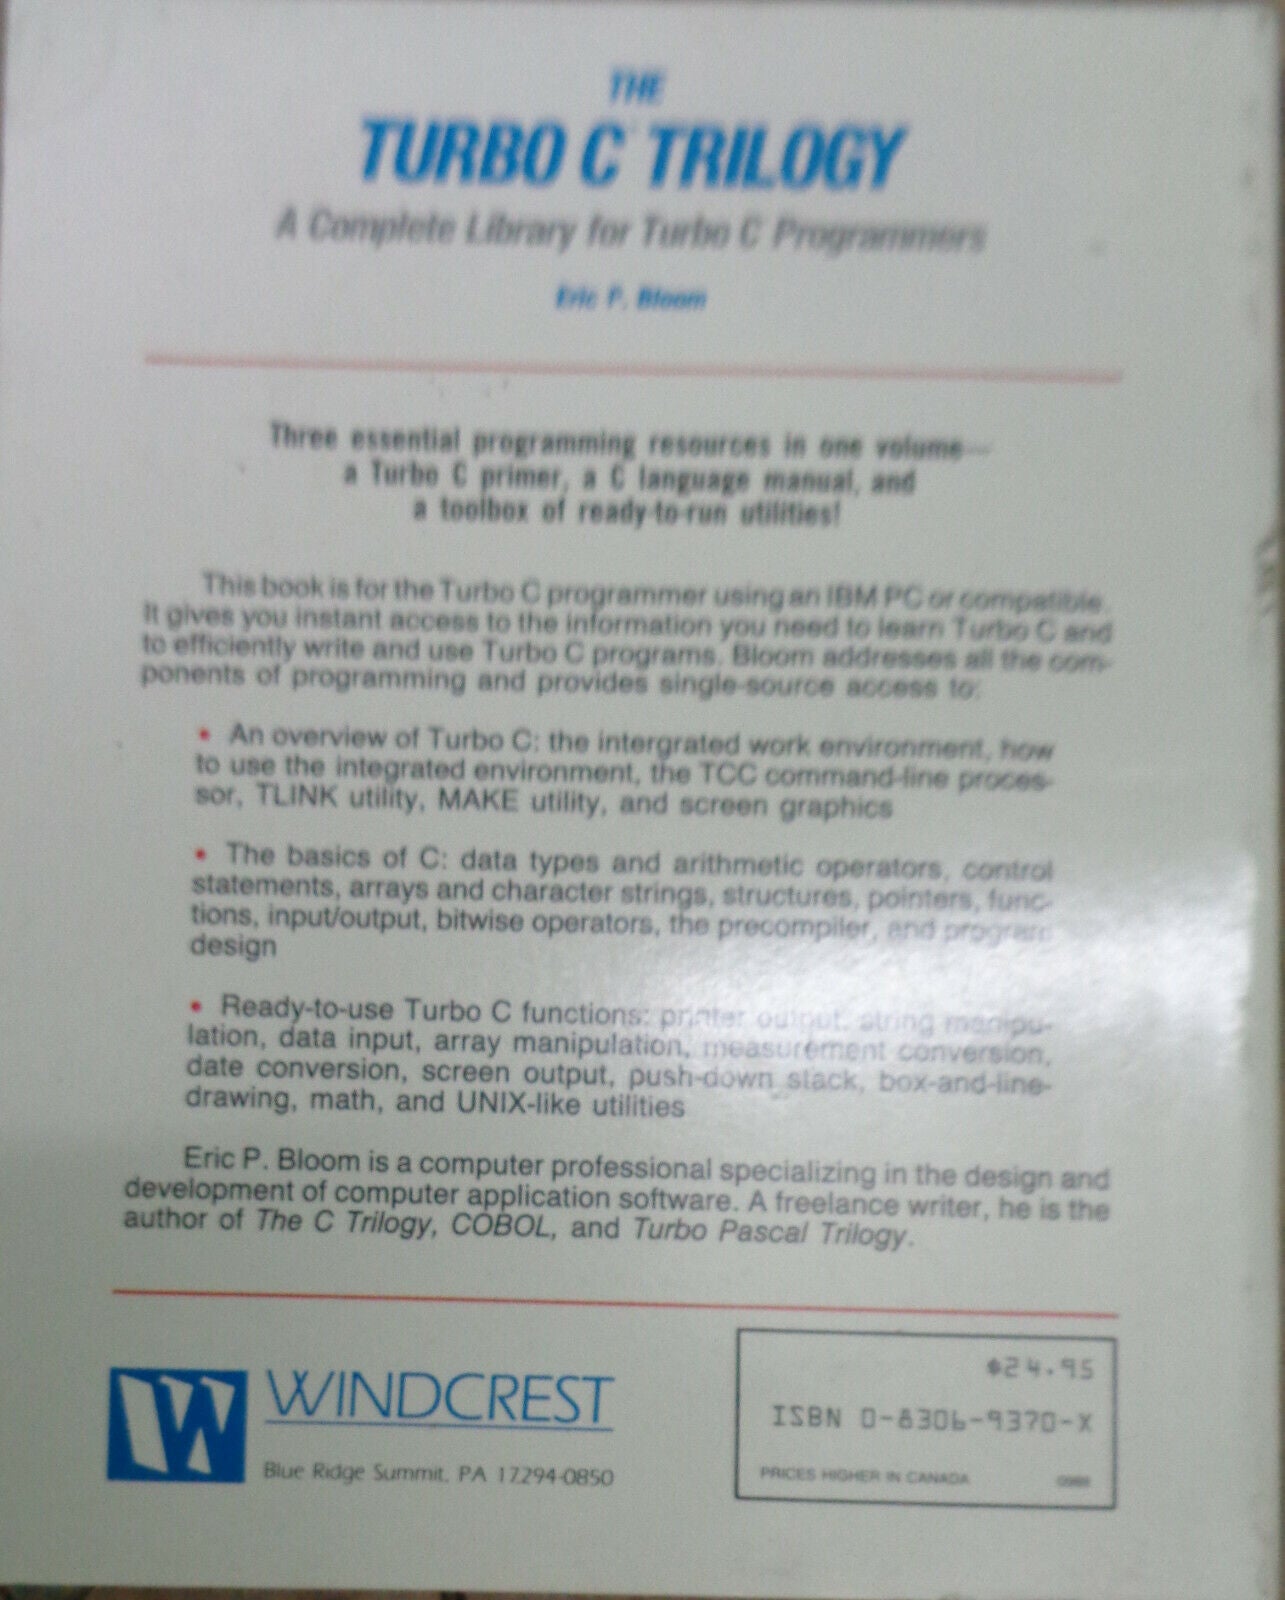 THE
TURBO C TRILOGY
A Complete Library for Turbo C Programmers
Eric P. Bloom
Three essential programming resources in one volume—
a Turbo C primer, a C language manual, and
a toolbox of ready-to-run utilities!
This book is for the Turbo C programmer using an IBM PC or compatible.
It gives you instant access to the information you need to learn Turbo C and
to efficiently write and use Turbo C programs. Bloom addresses all the com-
ponents of programming and provides single-source access to:
• An overview of Turbo C: the intergrated work environment, how
to use the integrated environment, the TCC command-line proces-
sor, TLINK utility, MAKE utility, and screen graphics
• The basics of C: data types and arithmetic operators, control
statements, arrays and character strings, structures, pointers, func-
tions, input/output, bitwise operators, the precompiler, and program
design
• Ready-to-use Turbo C functions: printer output, string manipu-
lation, data input, array manipulation, measurement conversion,
date conversion, screen output, push-down stack, box-and-line-
drawing, math, and UNIX-like utilities
Eric P. Bloom is a computer professional specializing in the design and
development of computer application software. A freelance writer, he is the
author of The C Trilogy, COBOL, and Turbo Pascal Trilogy.
W WINDCREST
Blue Ridge Summit, PA 17294-0850
$24.95
ISBN 0-8306-9370-X
PRICES HIGHER IN CANADA